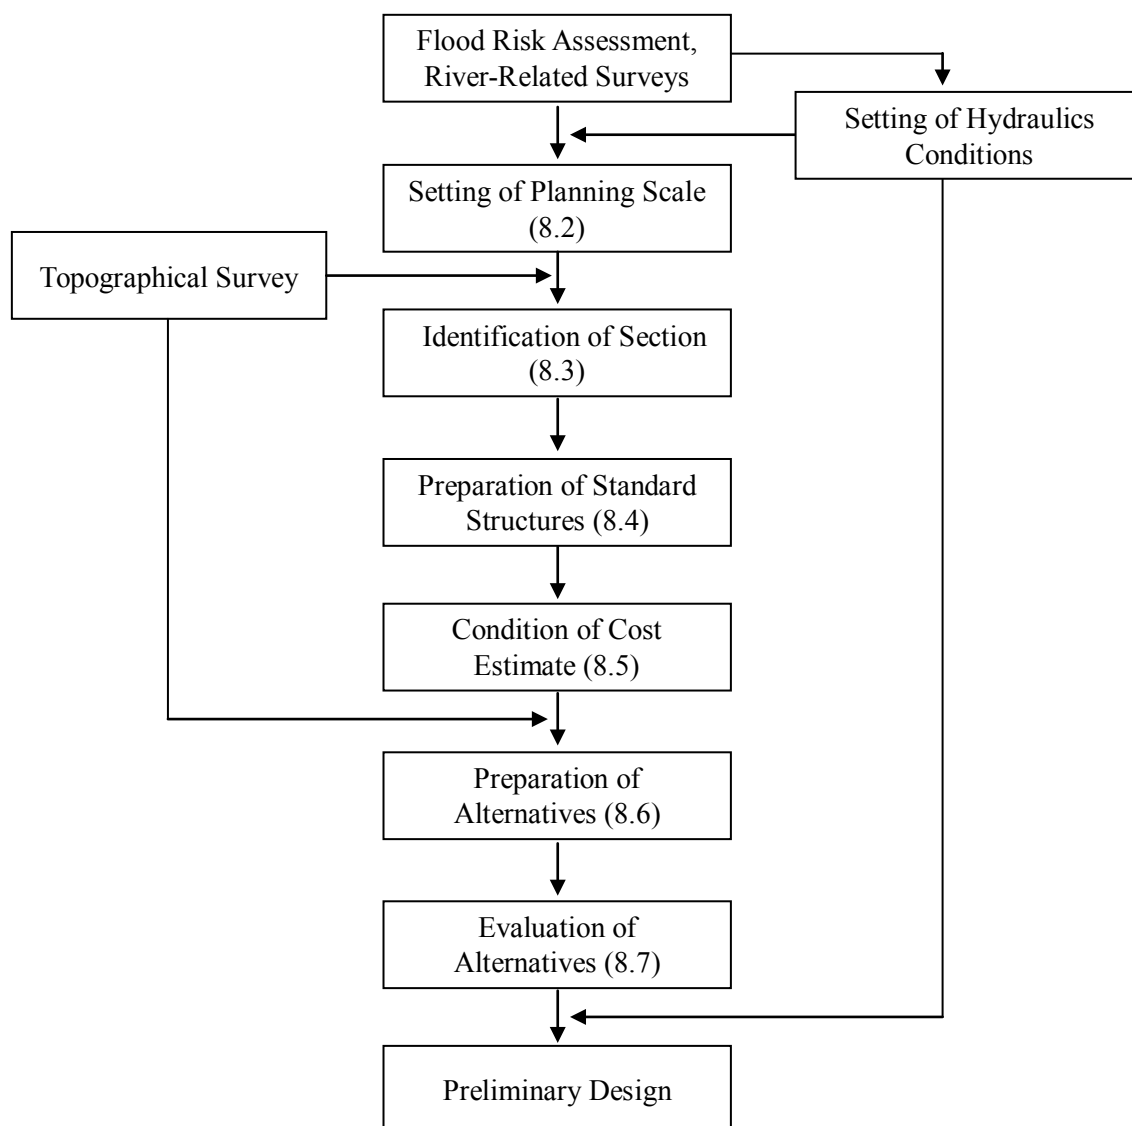 Flood Risk Assessment,
River-Related Surveys
Setting of Hydraulics
Conditions
Setting of Planning Scale
(8.2)
Topographical Survey
Identification of Section
(8.3)
Preparation of Standard
Structures (8.4)
Condition of Cost
Estimate (8.5)
Preparation of
Alternatives (8.6)
Evaluation of
Alternatives (8.7)
Preliminary Design